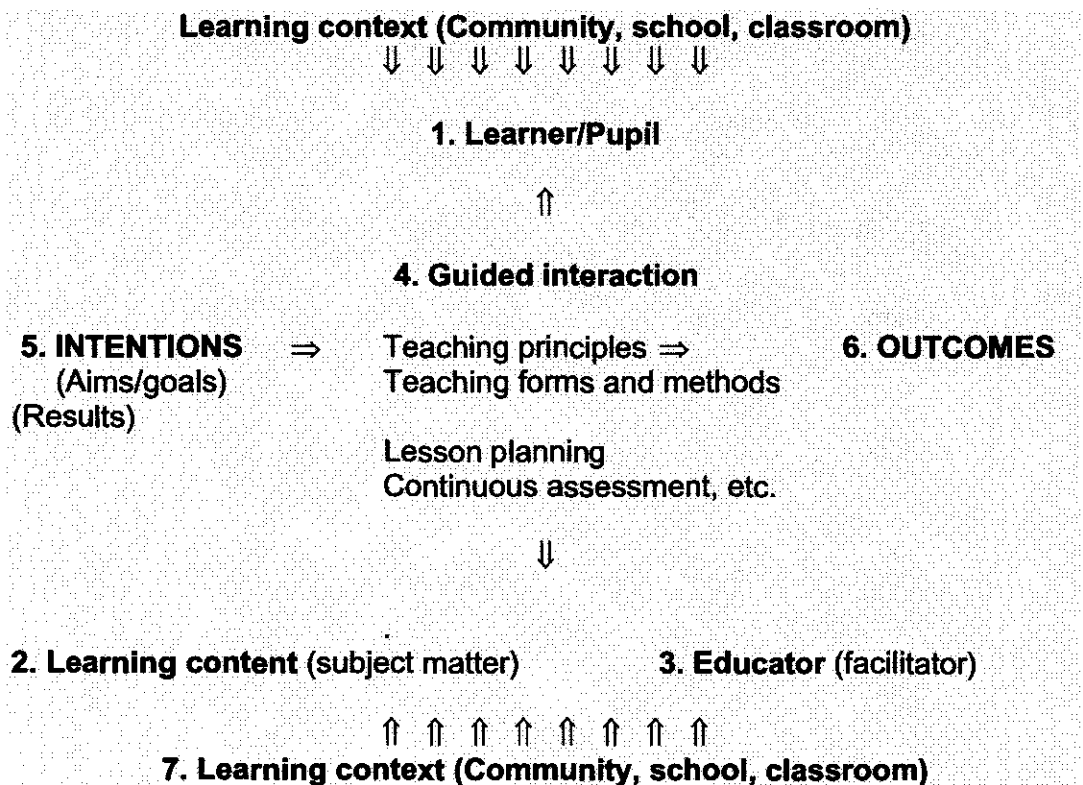 Learning context (Community, school, classroom)
⇓ ⇓ ⇓ ⇓ ⇓ ⇓ ⇓ ⇓
1. Learner/Pupil
⇑
4. Guided interaction
5. INTENTIONS ⇒ Teaching principles ⇒ 6. OUTCOMES
(Aims/goals) Teaching forms and methods
(Results)
Lesson planning
Continuous assessment, etc.
⇓
2. Learning content (subject matter) 3. Educator (facilitator)
⇑ ⇑ ⇑ ⇑ ⇑ ⇑ ⇑ ⇑
7. Learning context (Community, school, classroom)